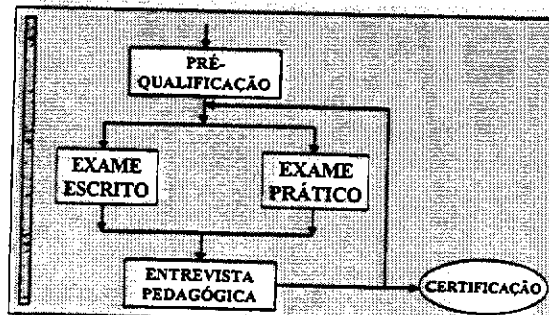 PRÉ-
QUALIFICAÇÃO
EXAME
ESCRITO
EXAME
PRÁTICO
ENTREVISTA
PEDAGÓGICA
CERTIFICAÇÃO